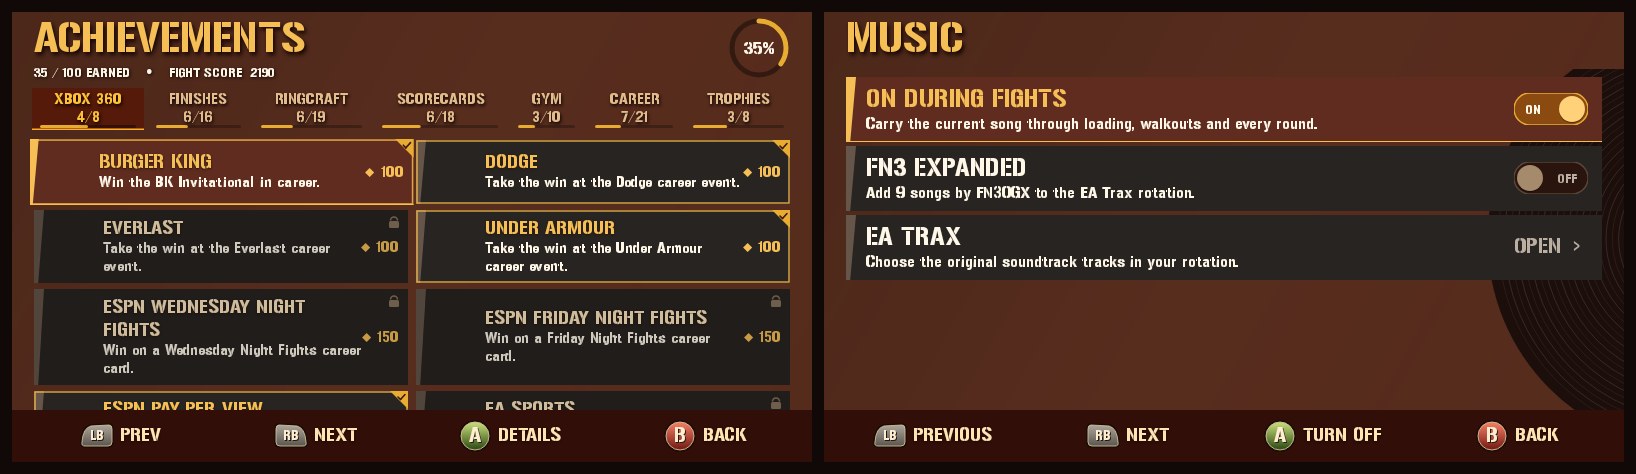 ACHIEVEMENTS
35 / 100 EARNED • FIGHT SCORE 2190
35%
XBOX 360
4/8
FINISHES
6/16
RINGCRAFT
6/19
SCORECARDS
6/18
GYM
3/10
CAREER
7/21
TROPHIES
3/8
BURGER KING
Win the BK Invitational in career.
100
DODGE
Take the win at the Dodge career event.
100
EVERLAST
Take the win at the Everlast career
event.
100
UNDER ARMOUR
Take the win at the Under Armour
career event.
100
ESPN WEDNESDAY NIGHT
FIGHTS
Win on a Wednesday Night Fights career
card.
150
ESPN FRIDAY NIGHT FIGHTS
Win on a Friday Night Fights career
card.
150
ESPN PAY PER VIEW
EA SPORTS
LB PREV
RB NEXT
A DETAILS
B BACK
MUSIC
ON DURING FIGHTS
Carry the current song through loading, walkouts and every round.
ON
FN3 EXPANDED
Add 9 songs by FN30GX to the EA Trax rotation.
OFF
EA TRAX
Choose the original soundtrack tracks in your rotation.
OPEN >
LB PREVIOUS
RB NEXT
A TURN OFF
B BACK